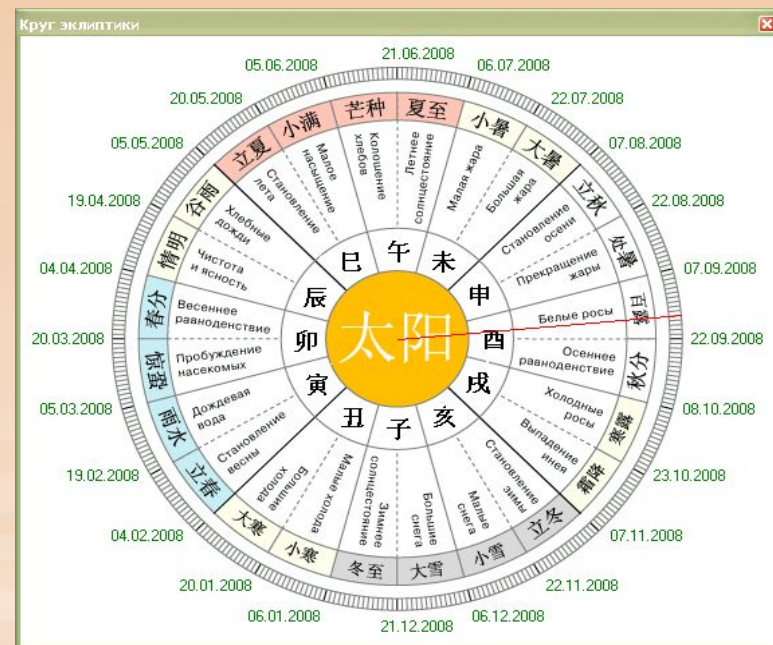 Круг эклиптики
21.06.2008
06.07.2008
22.07.2008
07.08.2008
22.08.2008
07.09.2008
22.09.2008
08.10.2008
23.10.2008
07.11.2008
22.11.2008
06.12.2008
21.12.2008
06.01.2008
20.01.2008
04.02.2008
19.02.2008
05.03.2008
20.03.2008
04.04.2008
19.04.2008
05.05.2008
20.05.2008
05.06.2008
夏至
小暑
大暑
立秋
处暑
百露
秋分
寒露
霜降
立冬
小雪
大雪
冬至
小寒
大寒
立春
雨水
惊蛰
春分
情明
谷雨
立夏
小满
芒种
Летнее
солнцестояние
Малая жара
Большая
жара
Становление
осени
Прекращение
жары
Белые росы
Осеннее
равноденствие
Холодные
росы
Выпадение
инея
Становление
зимы
Малые
снега
Большие
снега
Зимнее
солнцестояние
Малые холода
Большие
холода
Становление
весны
Дождевая
вода
Пробуждение
насекомых
Весеннее
равноденствие
Чистота
и ясность
Хлебные
дожди
Становление
лета
Малое
насыщение
Колошение
хлебов
午
未
申
酉
戌
亥
子
丑
寅
卯
辰
巳
太阳